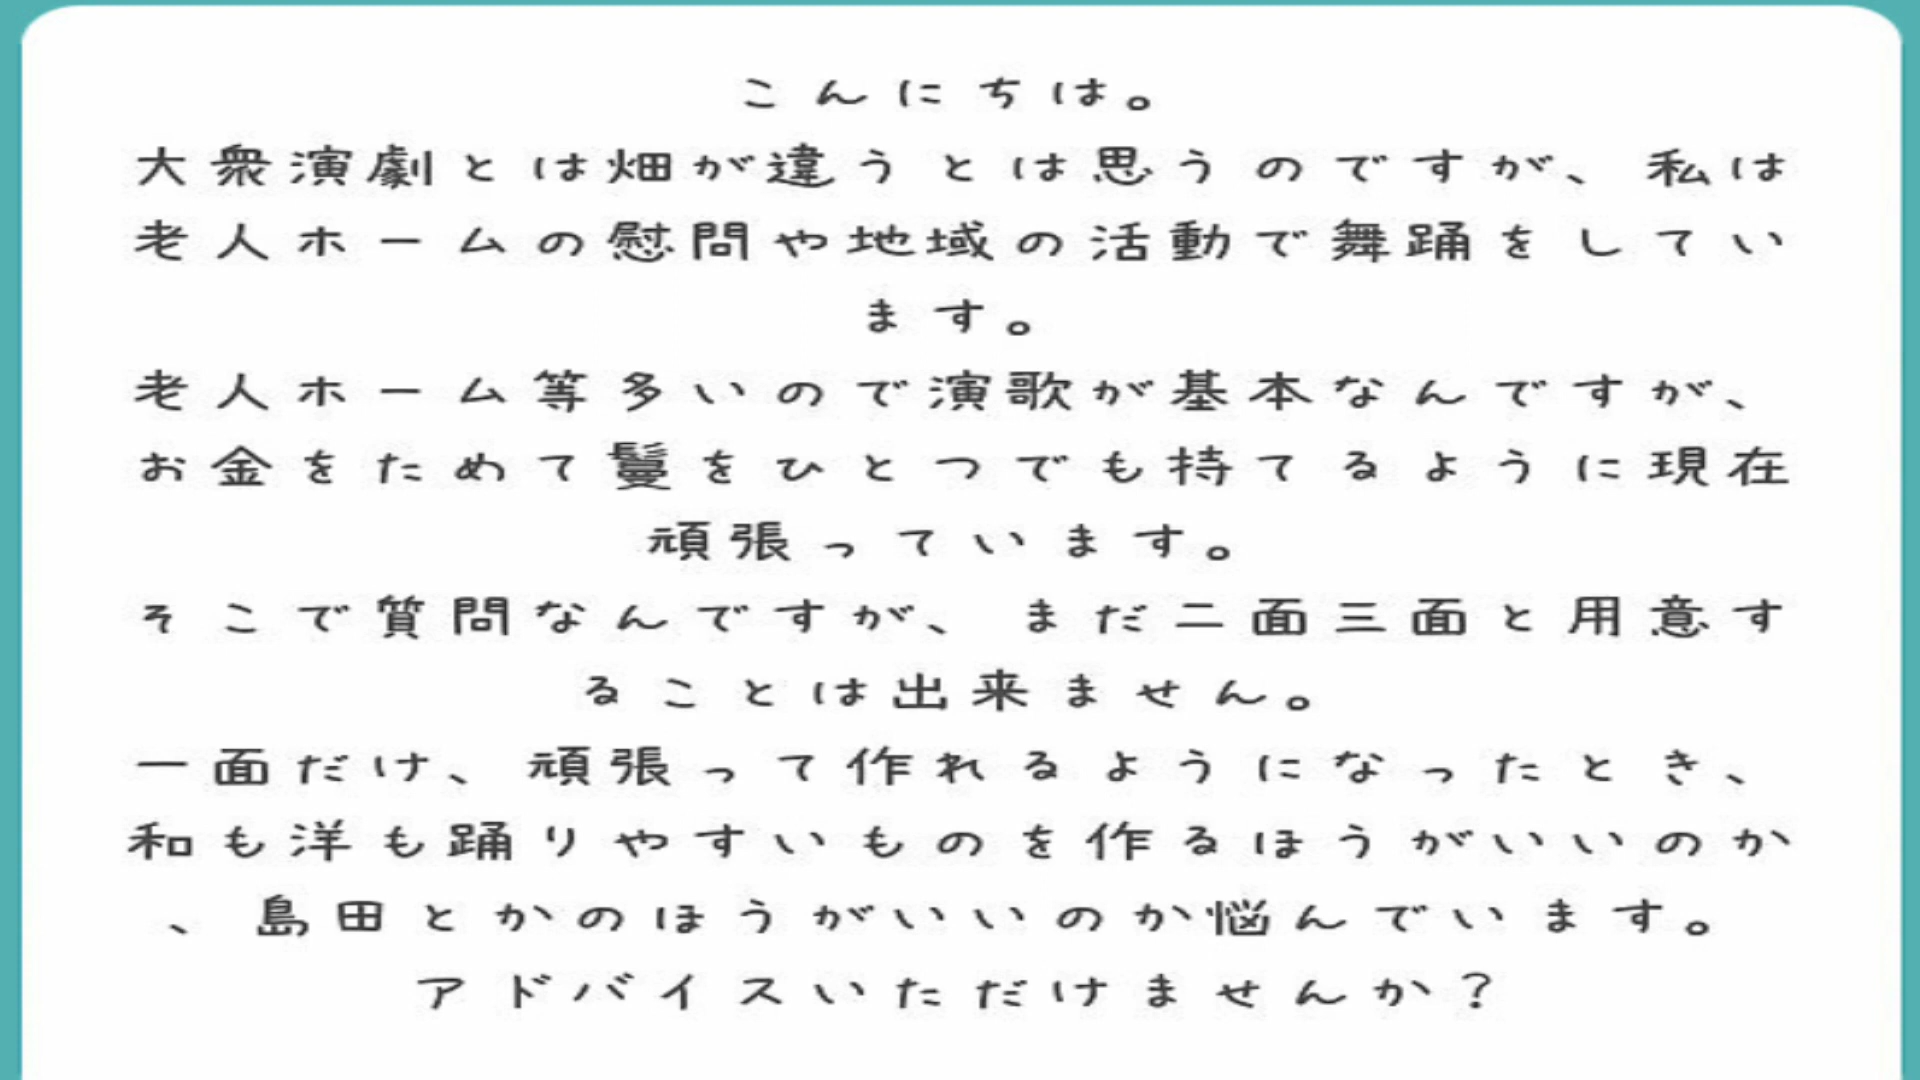 こんにちは。
大衆演劇とは畑が違うとは思うのですが、私は
老人ホームの慰問や地域の活動で舞踊をしてい
ます。
老人ホーム等多いので演歌が基本なんですが、
お金をためて鬘をひとつでも持てるように現在
頑張っています。
そこで質問なんですが、まだ二面三面と用意す
ることは出来ません。
一面だけ、頑張って作れるようになったとき、
和も洋も踊りやすいものを作るほうがいいのか
、島田とかのほうがいいのか悩んでいます。
アドバイスいただけませんか?